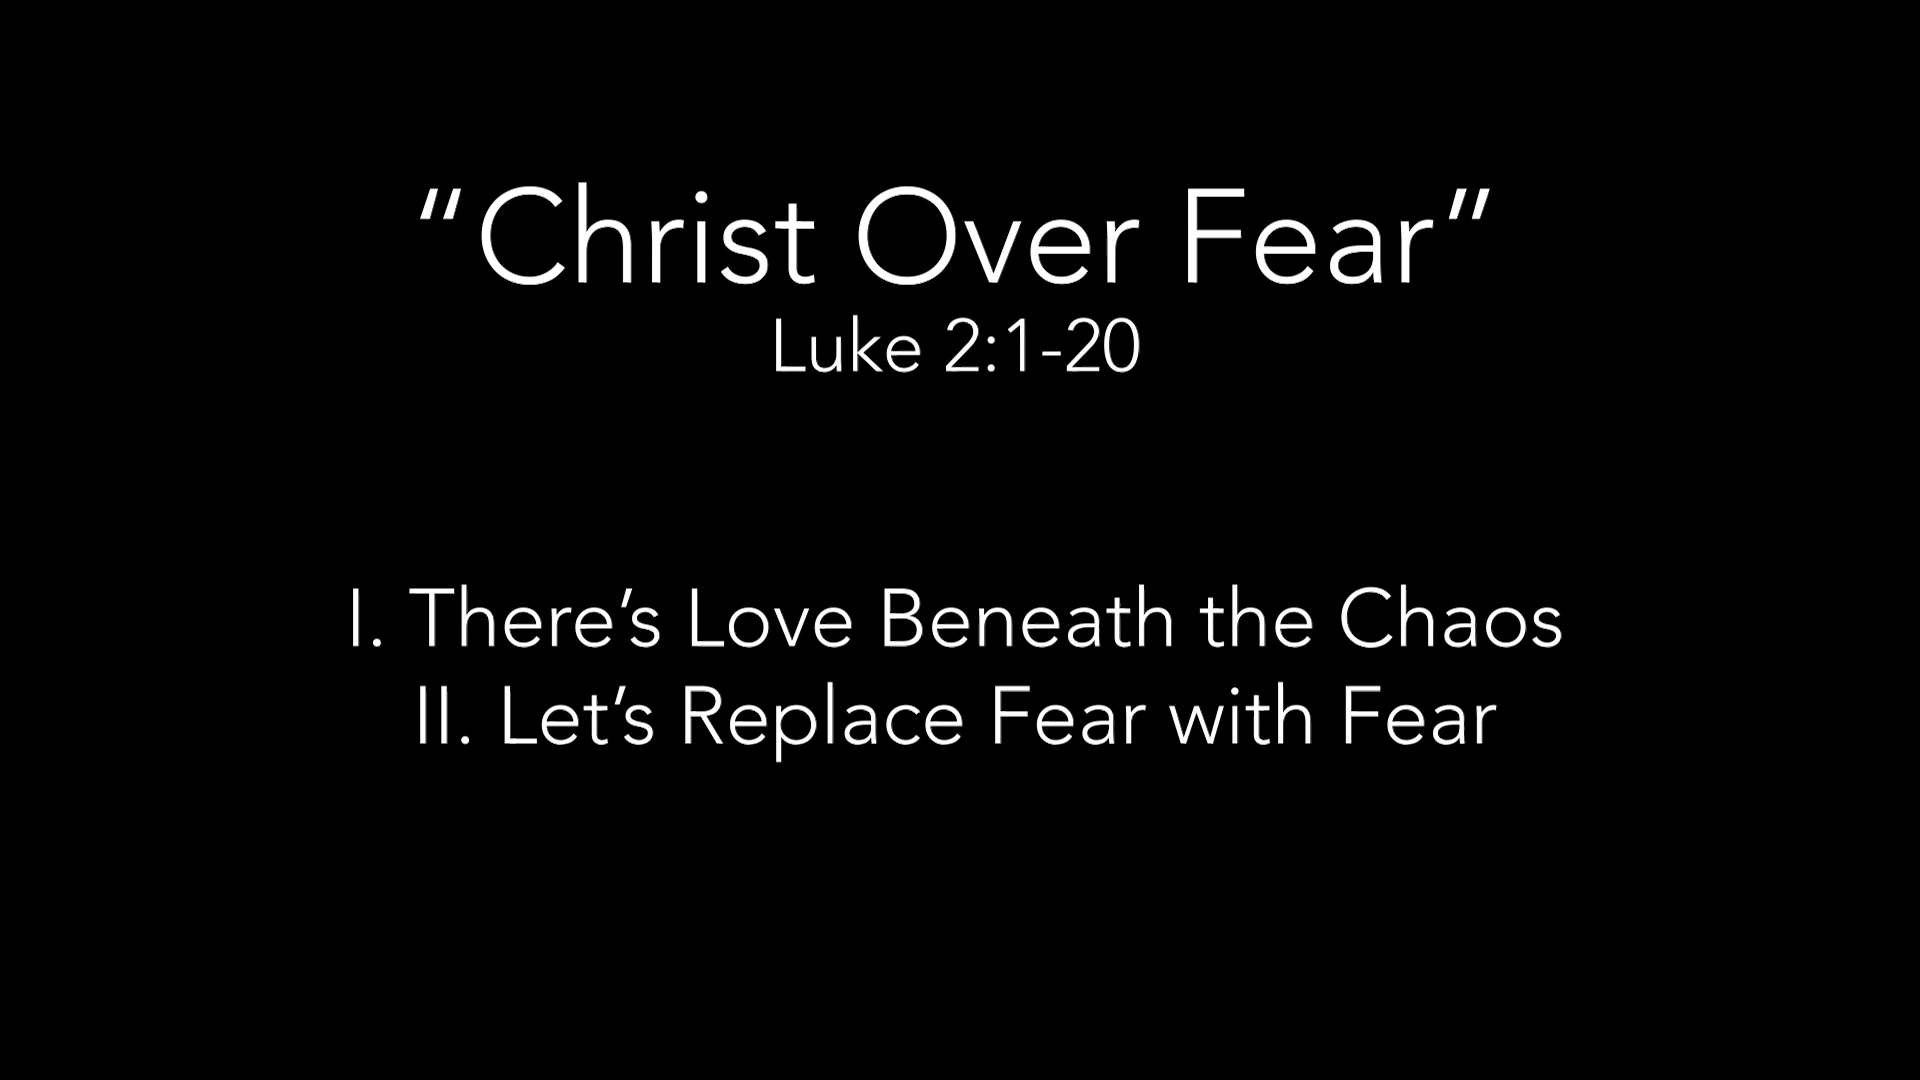 “Christ Over Fear”
Luke 2:1-20
I. There’s Love Beneath the Chaos
II. Let’s Replace Fear with Fear